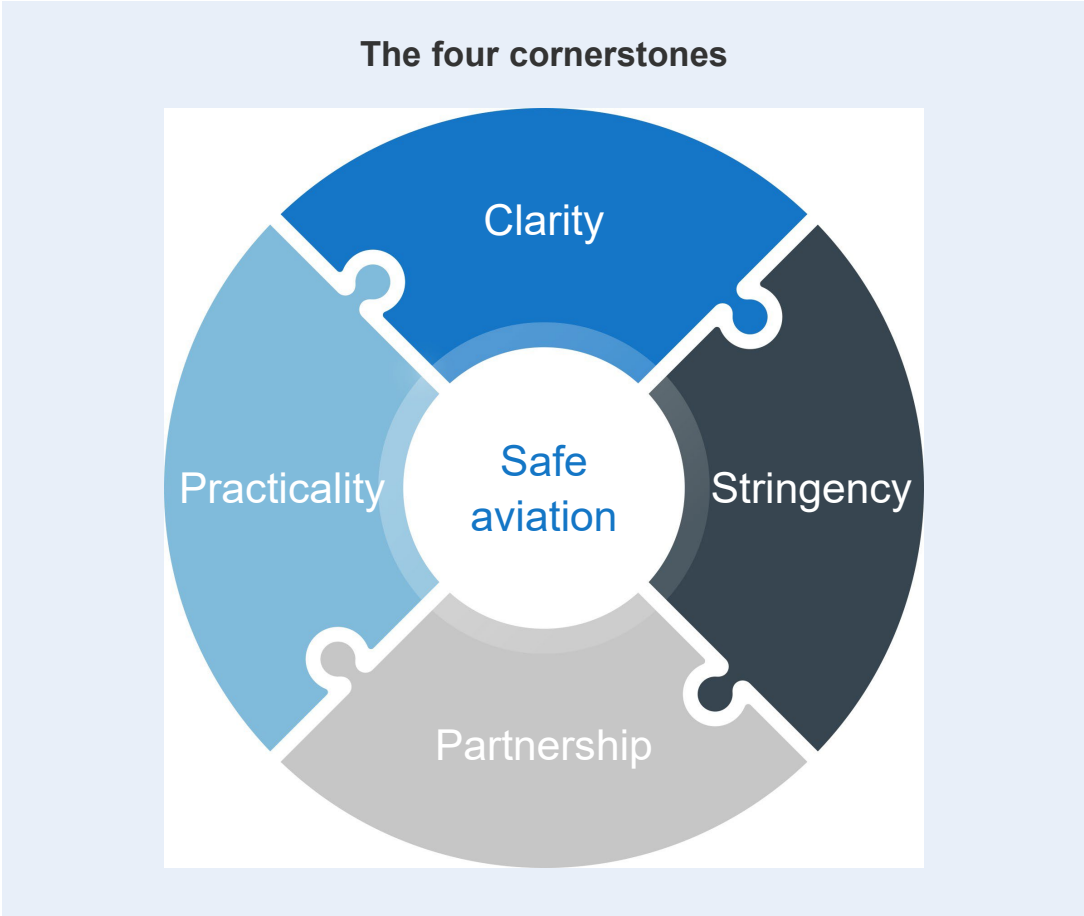 The four cornerstones
Clarity
Practicality
Safe
aviation
Stringency
Partnership